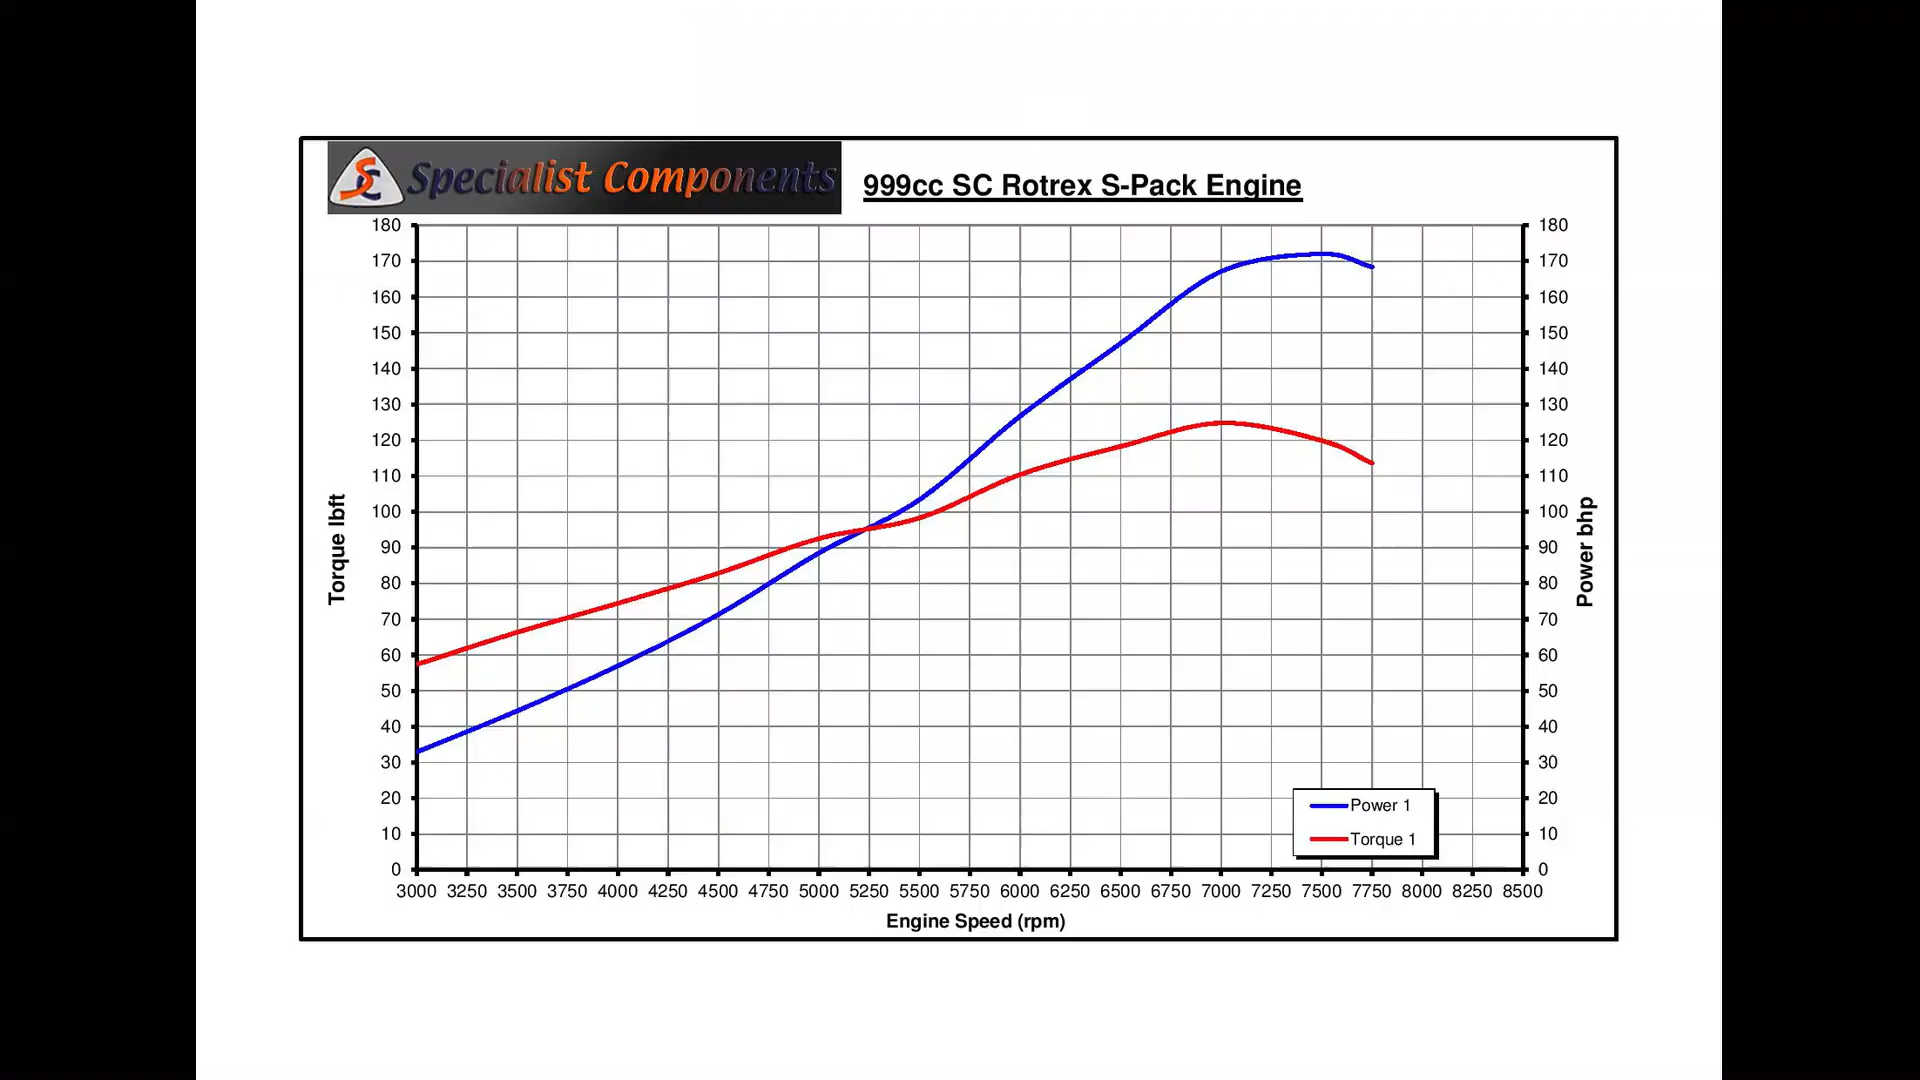 SC Specialist Components
999cc SC Rotrex S-Pack Engine
180 180
170 170
160 160
150 150
140 140
130 130
120 120
110 110
100 100
90 90
80 80
70 70
60 60
50 50
40 40
30 30
20 20
10 10
0 0
Torque lbft
Power bhp
Power 1
Torque 1
3000 3250 3500 3750 4000 4250 4500 4750 5000 5250 5500 5750 6000 6250 6500 6750 7000 7250 7500 7750 8000 8250 8500
Engine Speed (rpm)